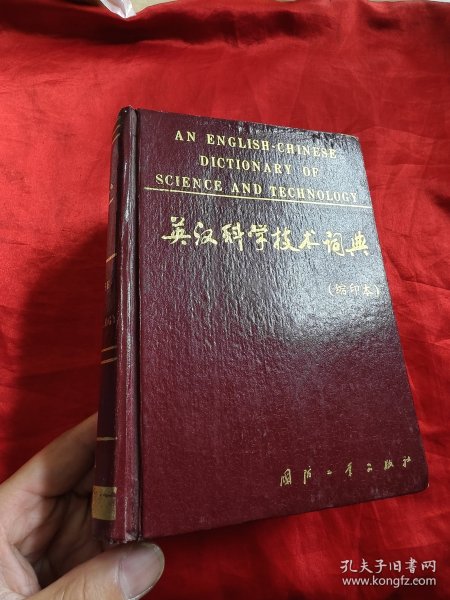 AN ENGLISH-CHINESE
DICTIONARY OF
SCIENCE AND TECHNOLOGY
英汉科学技术词典
(缩印本)
国防工业出版社
孔夫子旧书网
www.kongfz.com